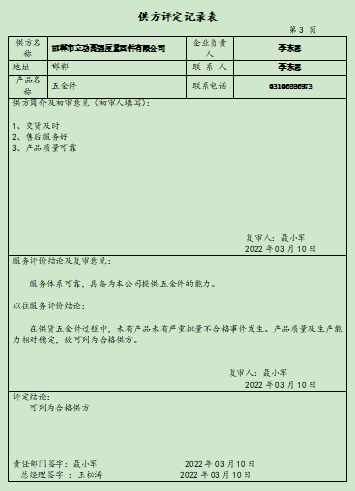 供方评定记录表
第 3 页
供方名称 邯郸市立动高强度紧固件有限公司 企业负责人 李东恩
地址 邯郸 联 系 人 李东恩
产品名称 五金件 联系电话
供方简介及初审意见（初审人填写）：
1、交货及时
2、售后服务好
3、产品质量可靠
复审人：聂小军
2022 年 03 月 10 日
服务评价结论及复审意见：
服务体系可靠，具备为本公司提供五金件的能力。
以往服务评价结论：
在供货五金件过程中，未有产品未有严重批量不合格事件发生。产品质量及生产能
力相对稳定，故可列为合格供方。
复审人：聂小军
2022 年 03 月 10 日
评定结论：
可列为合格供方
责任部门签字：聂小军 2022 年 03 月 10 日
总经理签字 ：王松涛 2022 年 03 月 10 日